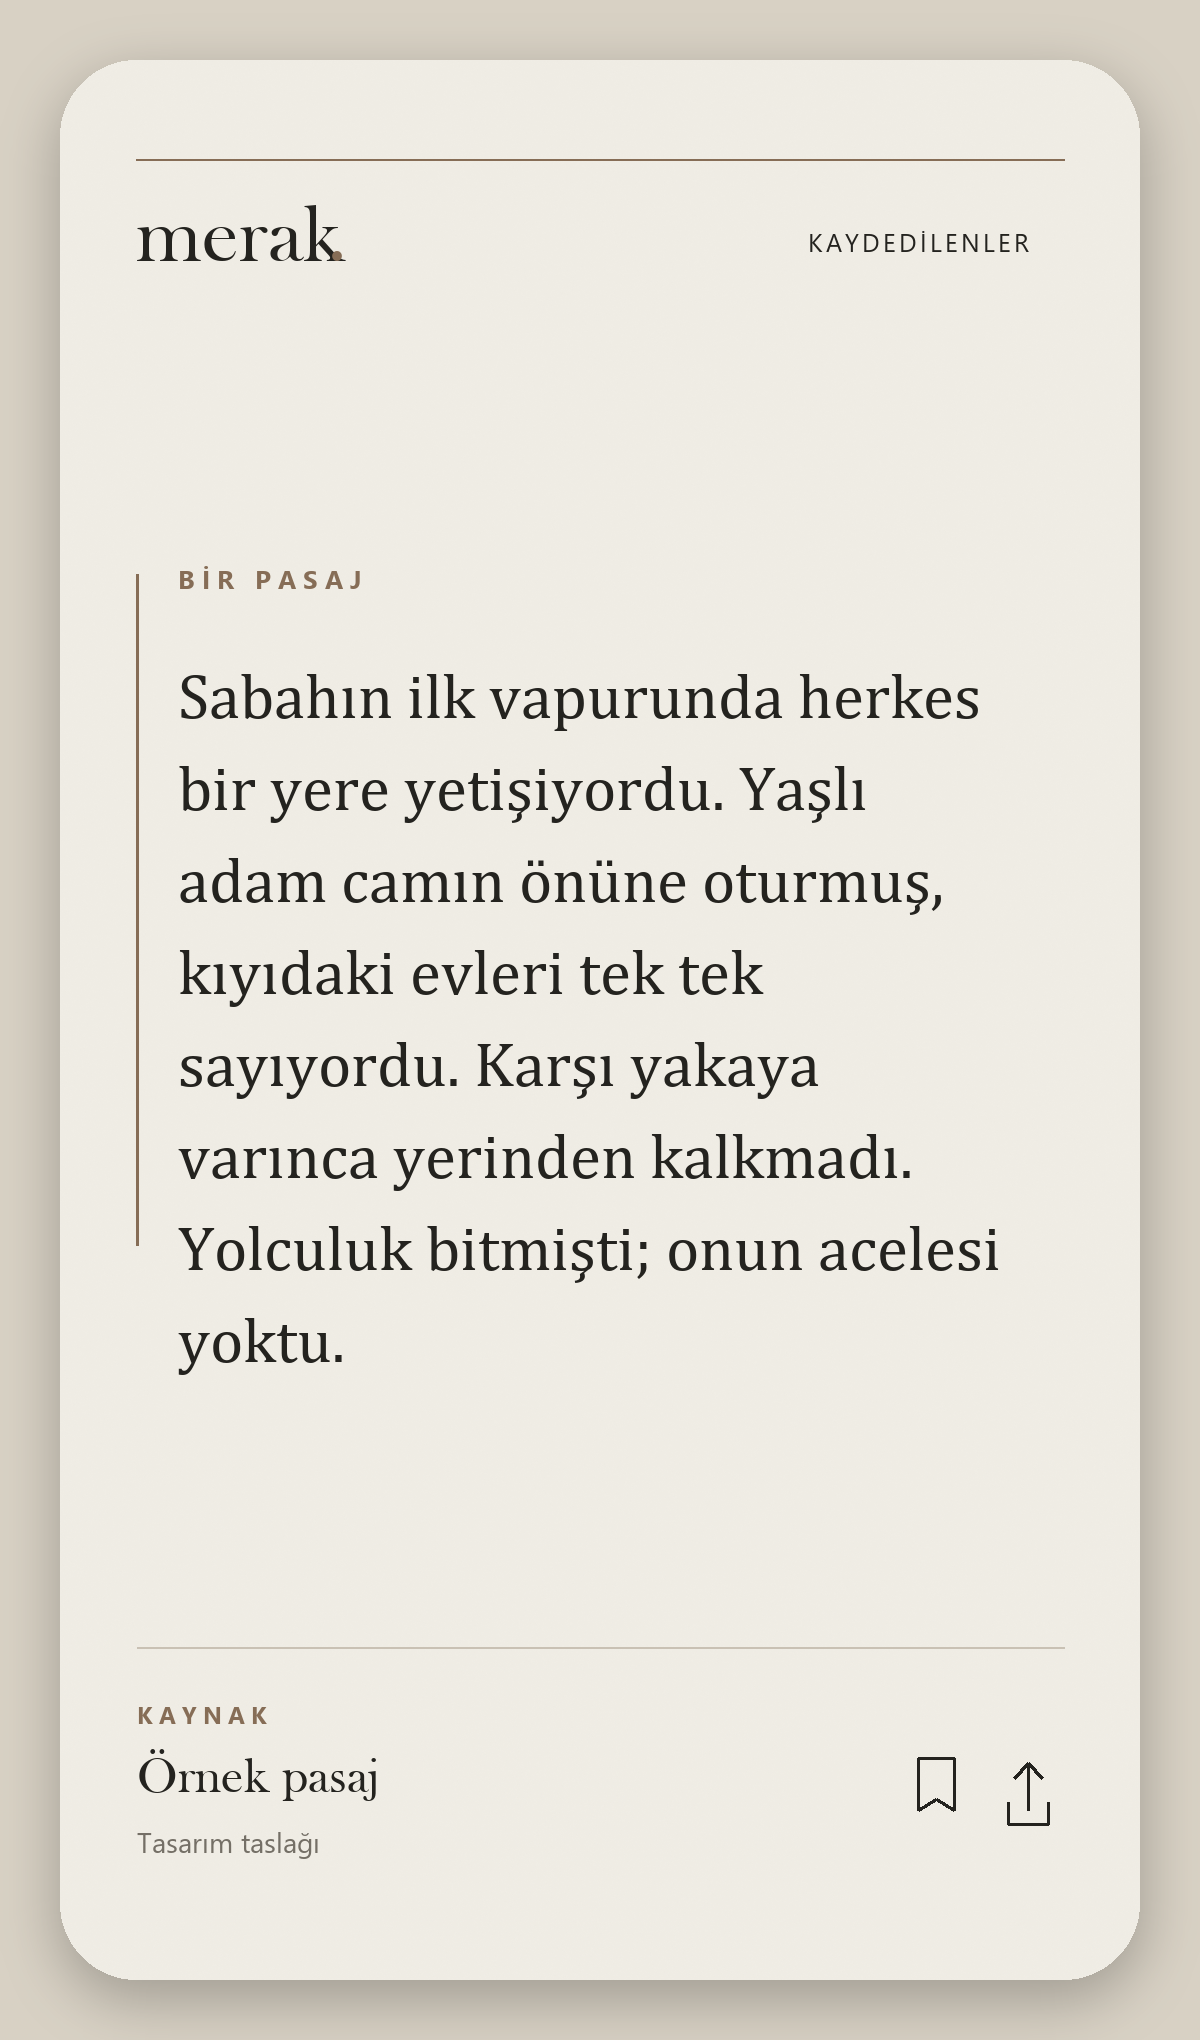 merak.
KAYDEDİLENLER
BİR PASAJ
Sabahın ilk vapurunda herkes
bir yere yetişiyordu. Yaşlı
adam camın önüne oturmuş,
kıyıdaki evleri tek tek
sayıyordu. Karşı yakaya
varınca yerinden kalkmadı.
Yolculuk bitmişti; onun acelesi
yoktu.
KAYNAK
Örnek pasaj
Tasarım taslağı